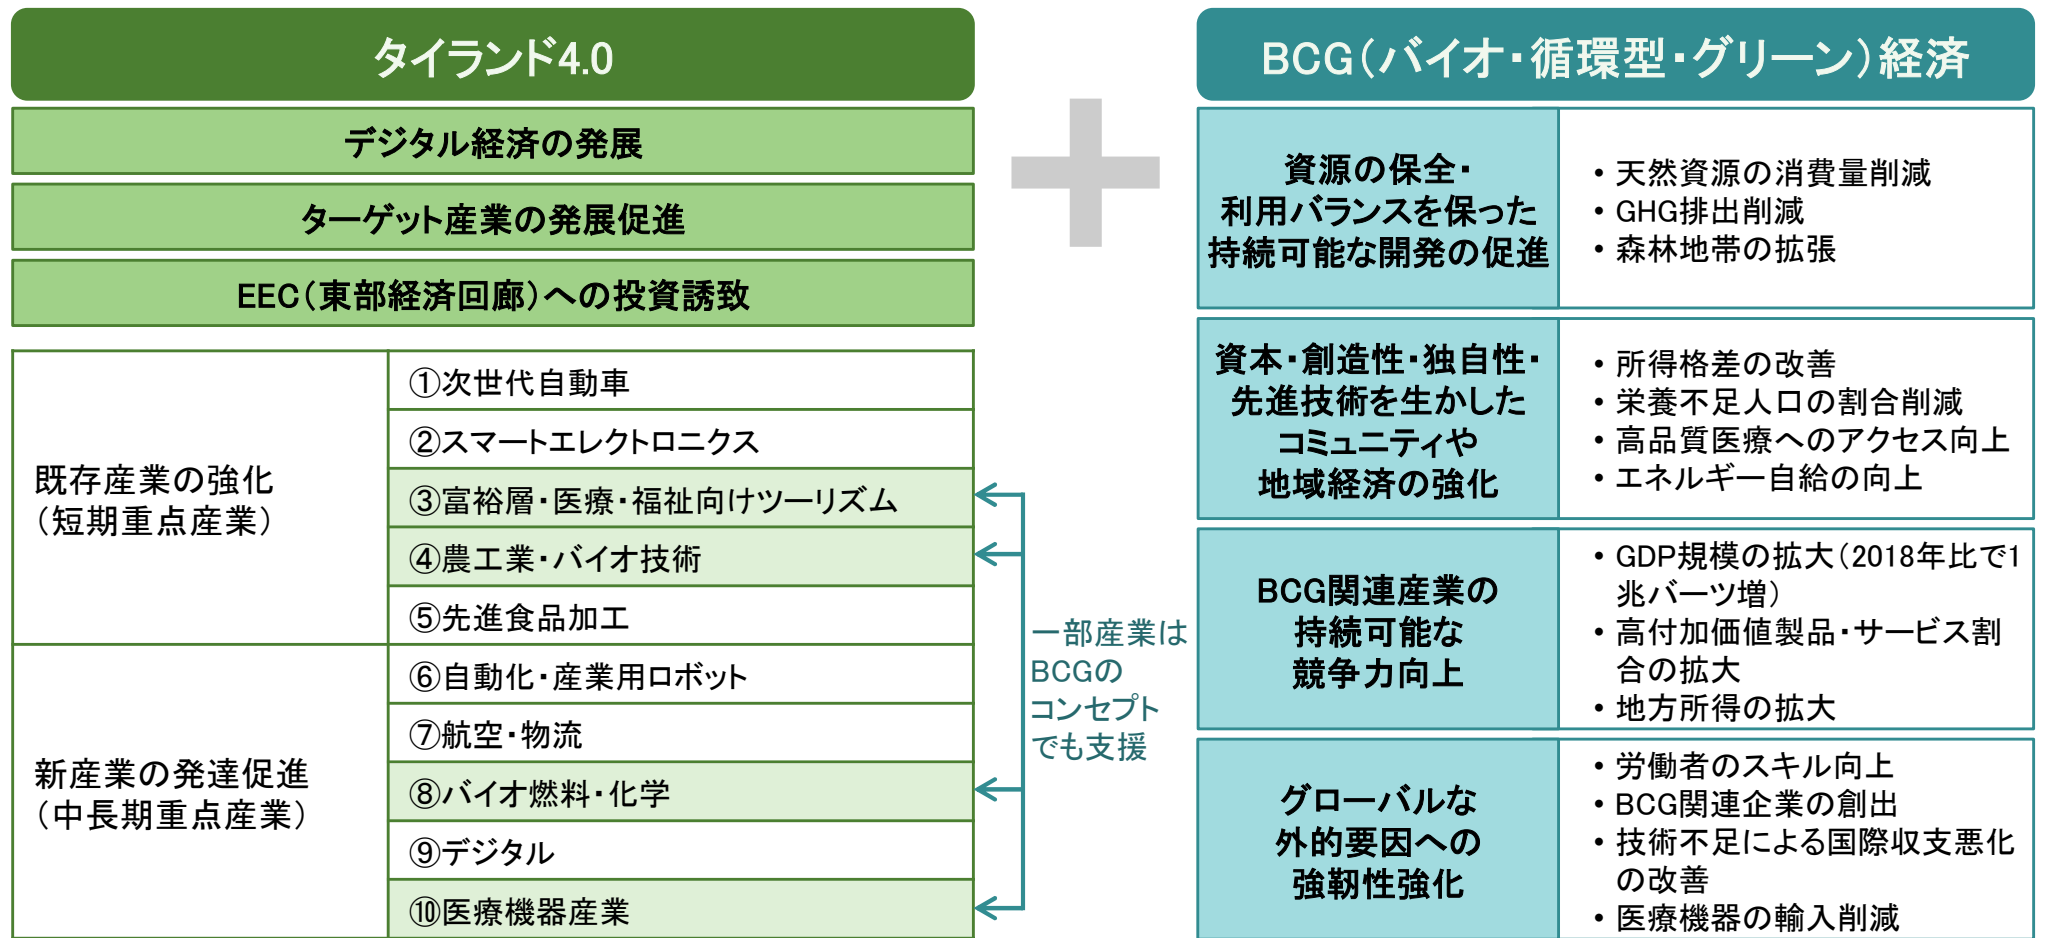 タイランド4.0
デジタル経済の発展
ターゲット産業の発展促進
EEC（東部経済回廊）への投資誘致
既存産業の強化
（短期重点産業）
①次世代自動車
②スマートエレクトロニクス
③富裕層・医療・福祉向けツーリズム
④農工業・バイオ技術
⑤先進食品加工
新産業の発達促進
（中長期重点産業）
⑥自動化・産業用ロボット
⑦航空・物流
⑧バイオ燃料・化学
⑨デジタル
⑩医療機器産業
一部産業は
BCGの
コンセプト
でも支援
BCG（バイオ・循環型・グリーン）経済
資源の保全・
利用バランスを保った
持続可能な開発の促進
• 天然資源の消費量削減
• GHG排出削減
• 森林地帯の拡張
資本・創造性・独自性・
先進技術を生かした
コミュニティや
地域経済の強化
• 所得格差の改善
• 栄養不足人口の割合削減
• 高品質医療へのアクセス向上
• エネルギー自給の向上
BCG関連産業の
持続可能な
競争力向上
• GDP規模の拡大（2018年比で1
兆バーツ増）
• 高付加価値製品・サービス割
合の拡大
• 地方所得の拡大
グローバルな
外的要因への
強靭性強化
• 労働者のスキル向上
• BCG関連企業の創出
• 技術不足による国際収支悪化
の改善
• 医療機器の輸入削減